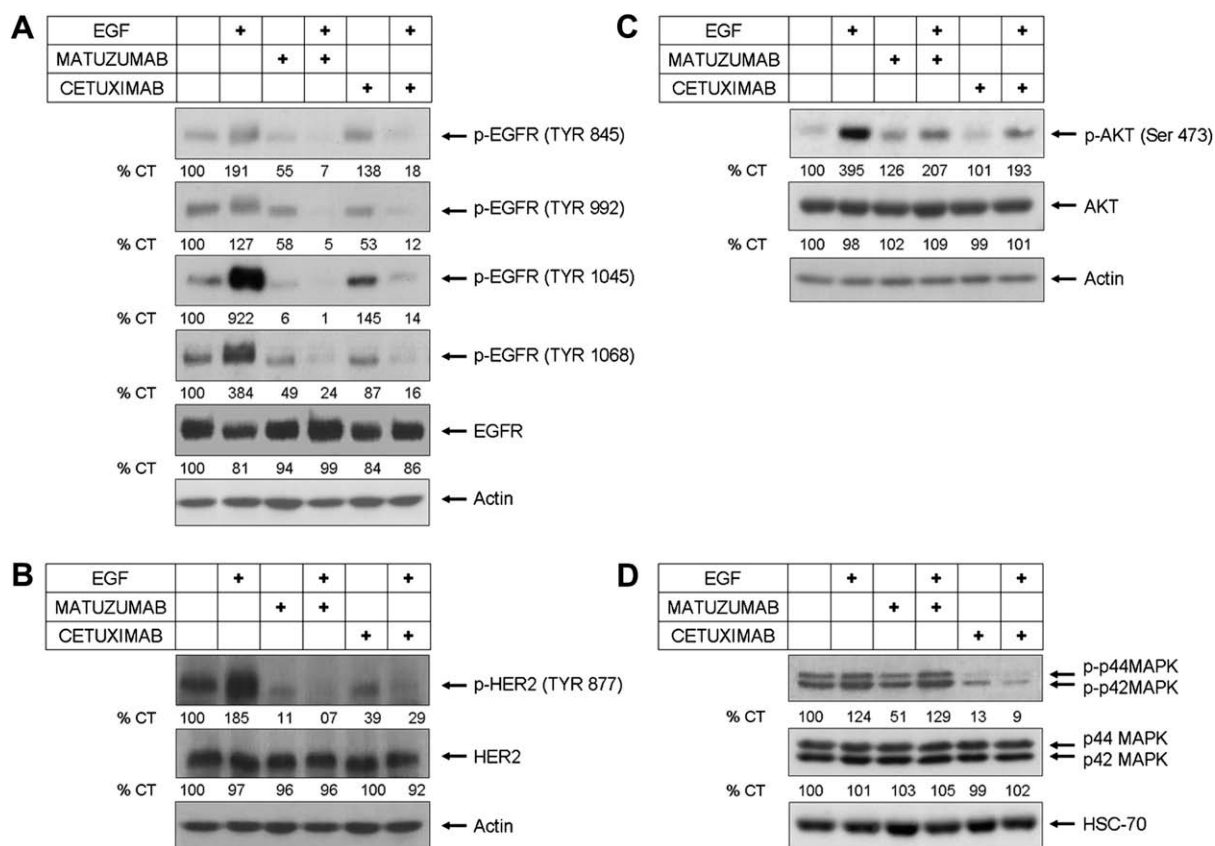 A
EGF + + +
MATUZUMAB + +
CETUXIMAB + +
p-EGFR (TYR 845)
% CT 100 191 55 7 138 18
p-EGFR (TYR 992)
% CT 100 127 58 5 53 12
p-EGFR (TYR 1045)
% CT 100 922 6 1 145 14
p-EGFR (TYR 1068)
% CT 100 384 49 24 87 16
EGFR
% CT 100 81 94 99 84 86
Actin
B
EGF + + +
MATUZUMAB + +
CETUXIMAB + +
p-HER2 (TYR 877)
% CT 100 185 11 07 39 29
HER2
% CT 100 97 96 96 100 92
Actin
C
EGF + + +
MATUZUMAB + +
CETUXIMAB + +
p-AKT (Ser 473)
% CT 100 395 126 207 101 193
AKT
% CT 100 98 102 109 99 101
Actin
D
EGF + + +
MATUZUMAB + +
CETUXIMAB + +
p-p44MAPK
p-p42MAPK
% CT 100 124 51 129 13 9
p44 MAPK
p42 MAPK
% CT 100 101 103 105 99 102
HSC-70